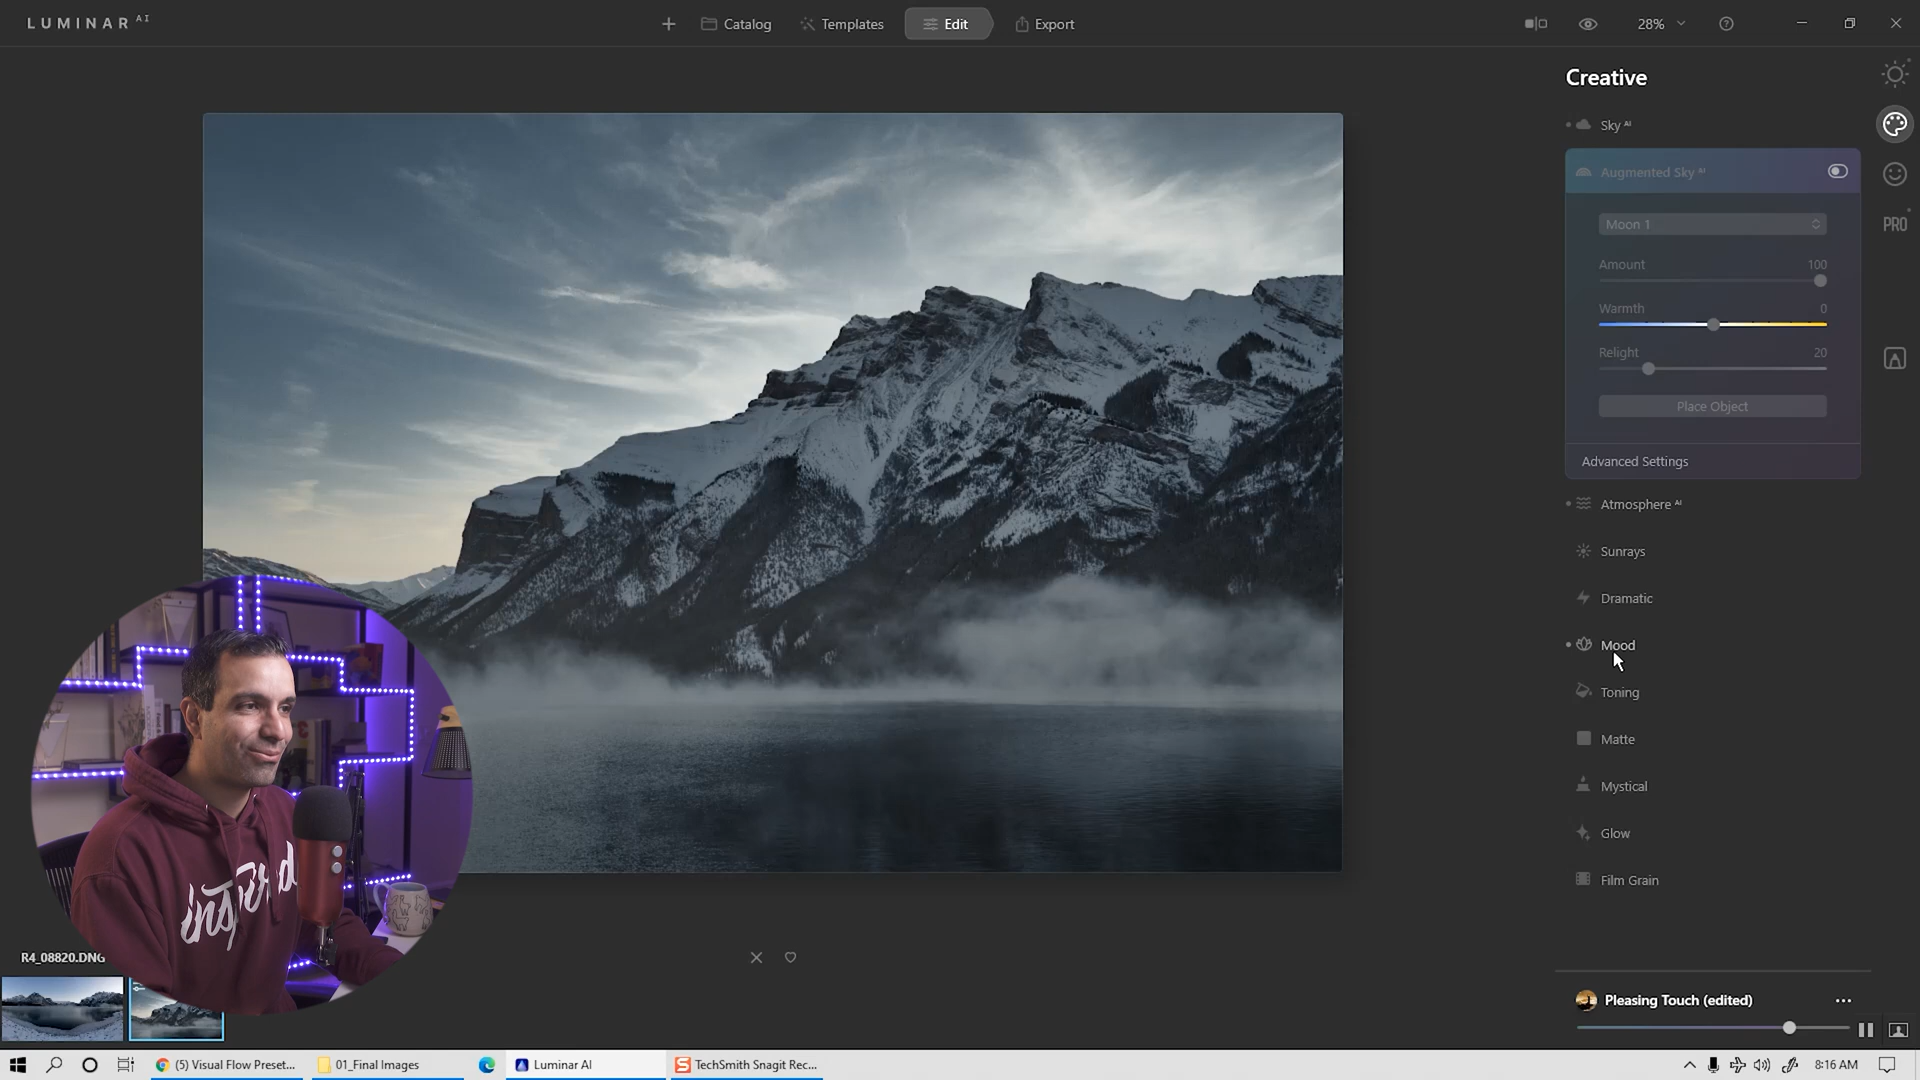 LUMINAR AI
Catalog
Templates
Edit
Export
28%
Creative
Sky AI
Augmented Sky AI
Moon 1
Amount 100
Warmth 0
Relight 20
Place Object
Advanced Settings
Atmosphere AI
Sunrays
Dramatic
Mood
Toning
Matte
Mystical
Glow
Film Grain
PRO
inspired
R4_08820.DNG
Pleasing Touch (edited)
(5) Visual Flow Preset...
01_Final Images
Luminar AI
TechSmith Snagit Rec...
8:16 AM